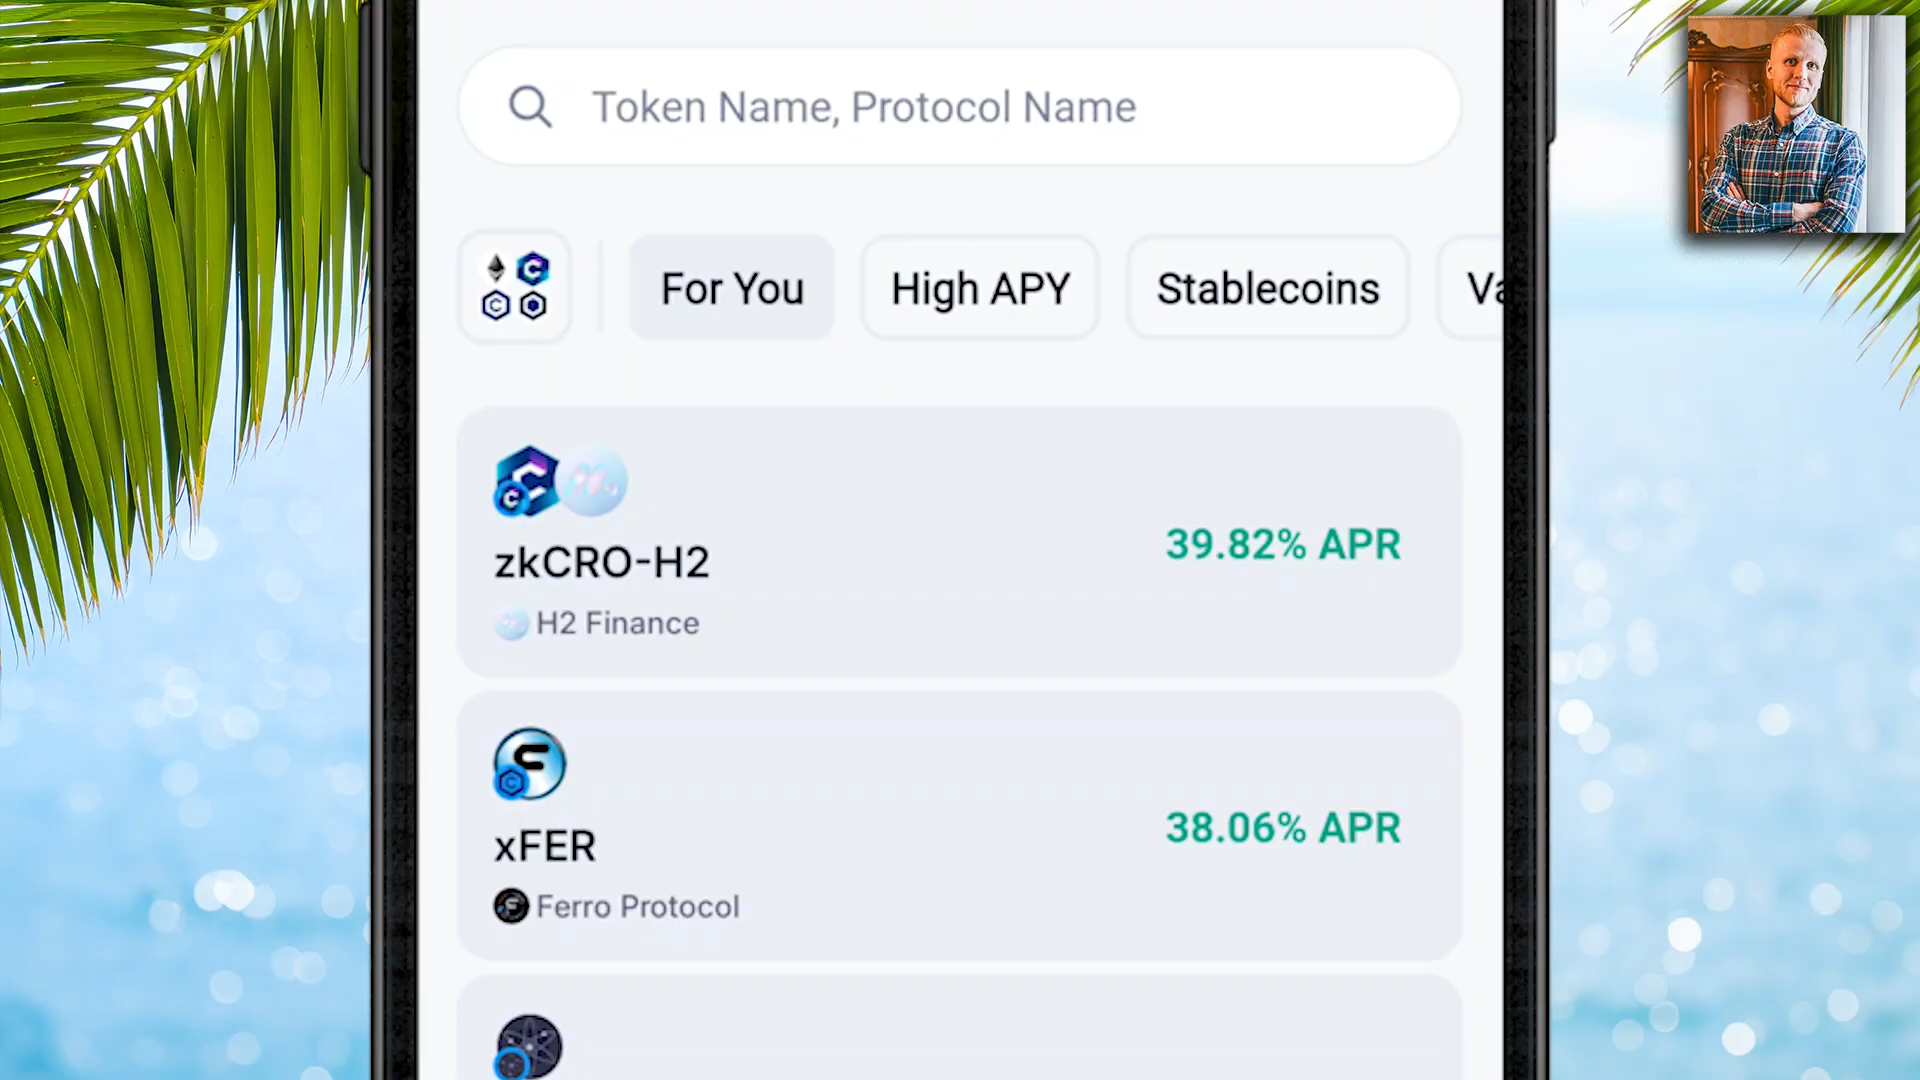 Token Name, Protocol Name
For You
High APY
Stablecoins
zkCRO-H2
39.82% APR
H2 Finance
xFER
38.06% APR
Ferro Protocol